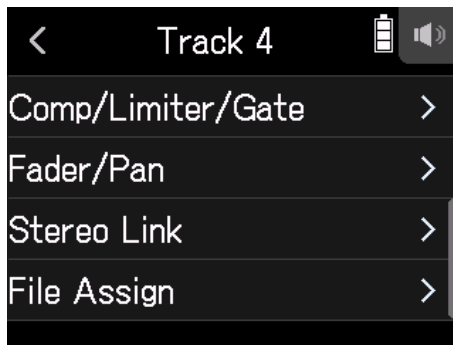 Track 4
Comp/Limiter/Gate
Fader/Pan
Stereo Link
File Assign